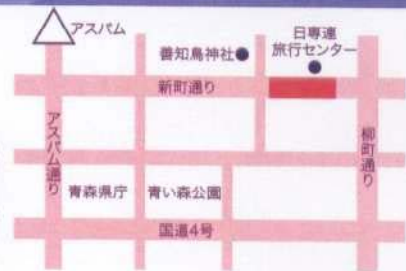 アスパム
日専連
旅行センター
善知鳥神社●
新町通り
アスパム通り
柳町通り
青森県庁
青い森公園
国道4号